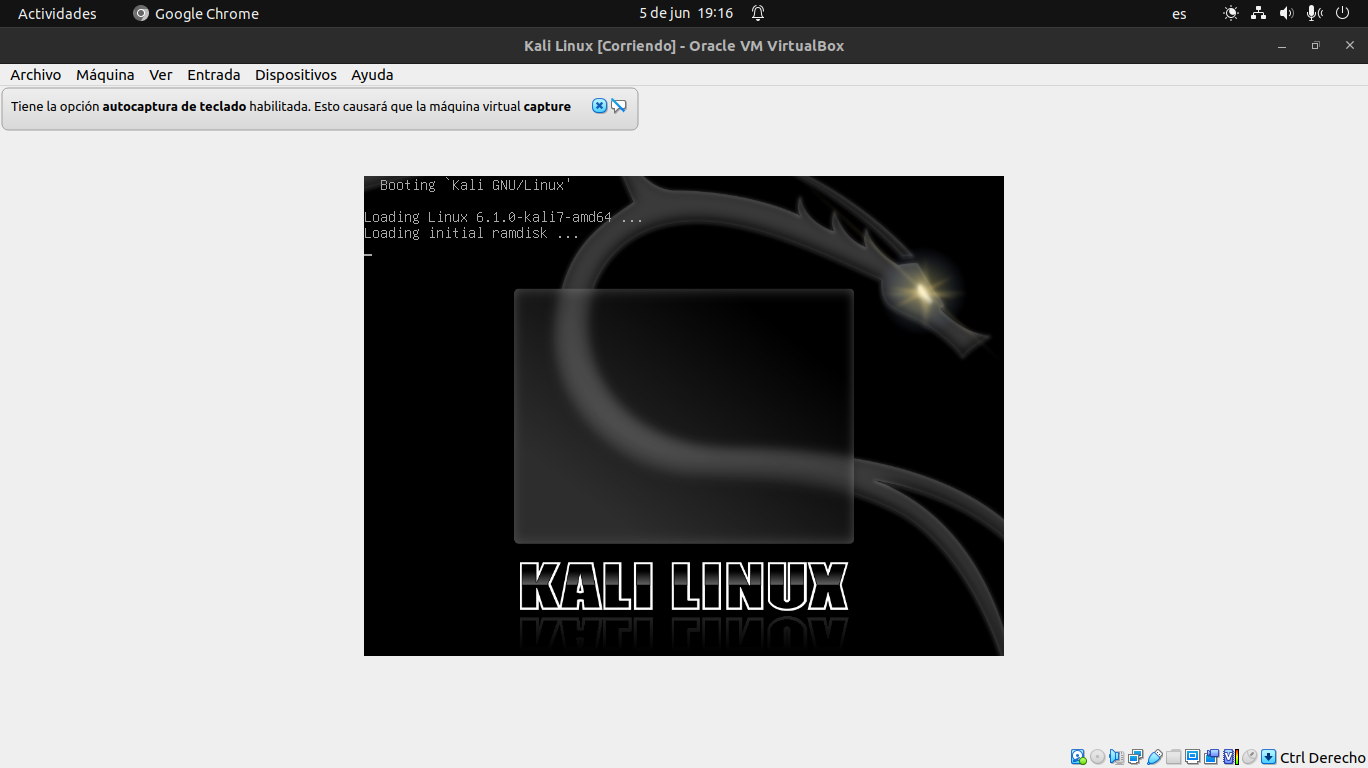 Actividades Google Chrome 5 de jun 19:16 es
Kali Linux [Corriendo] - Oracle VM VirtualBox
Archivo Máquina Ver Entrada Dispositivos Ayuda
Tiene la opción autocaptura de teclado habilitada. Esto causará que la máquina virtual capture
Booting `Kali GNU/Linux'
Loading Linux 6.1.0-kali7-amd64 ...
Loading initial ramdisk ...
KALI LINUX
Ctrl Derecho